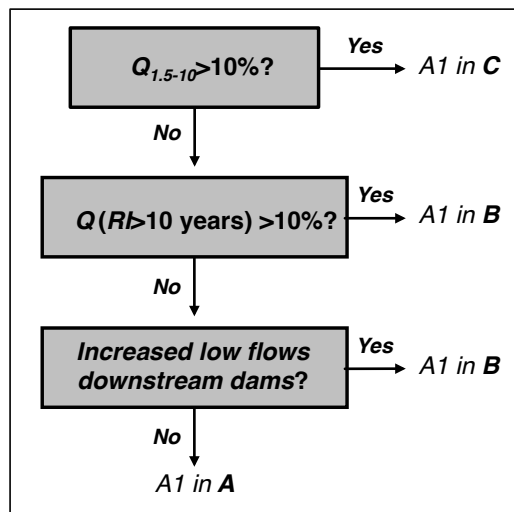 Q1.5-10>10%?
Yes
A1 in C
No
Q (RI>10 years) >10%?
Yes
A1 in B
No
Increased low flows
downstream dams?
Yes
A1 in B
No
A1 in A